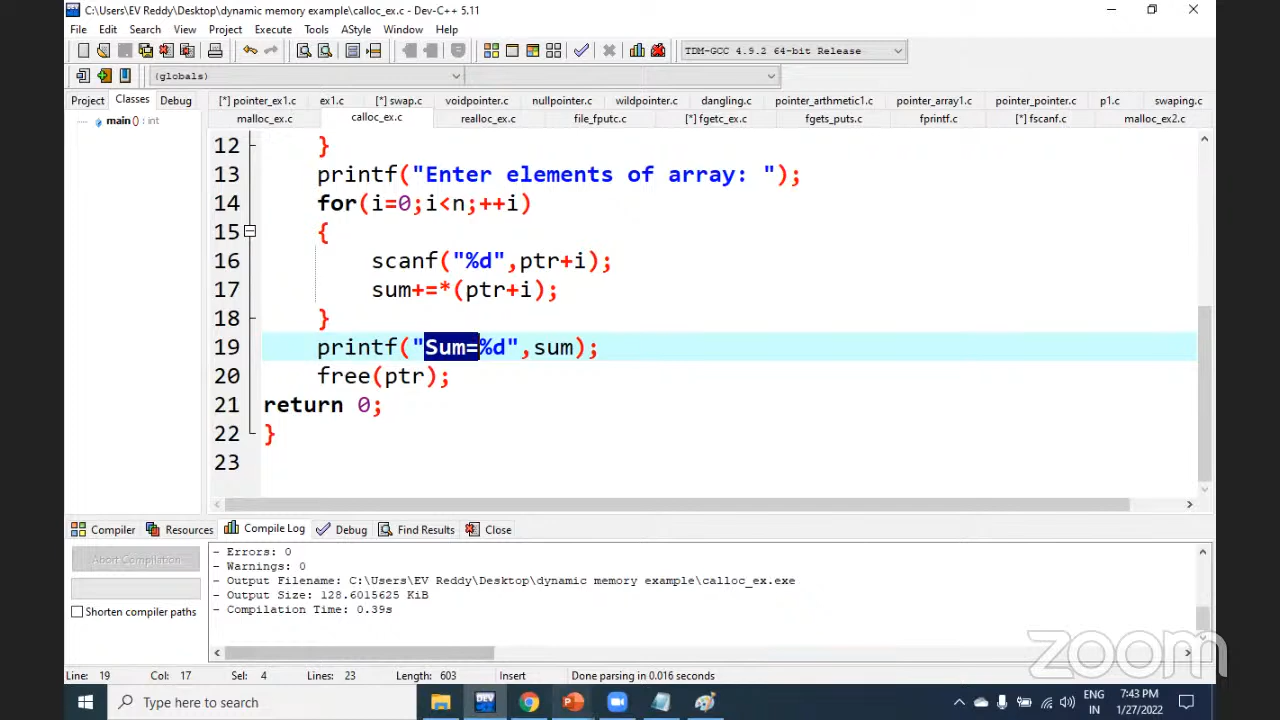 C:\Users\EV Reddy\Desktop\dynamic memory example\calloc_ex.c - Dev-C++ 5.11
File Edit Search View Project Execute Tools AStyle Window Help
TDM-GCC 4.9.2 64-bit Release
(globals)
Project Classes Debug
[*] pointer_ex1.c ex1.c [*] swap.c voidpointer.c nullpointer.c wildpointer.c dangling.c pointer_arthmetic1.c pointer_array1.c pointer_pointer.c p1.c swaping.c
malloc_ex.c calloc_ex.c realloc_ex.c file_fputc.c [*] fgetc_ex.c fgets_puts.c fprintf.c [*] fscanf.c malloc_ex2.c
main() : int
12 }
13 printf("Enter elements of array: ");
14 for(i=0;i<n;++i)
15 {
16 scanf("%d",ptr+i);
17 sum+=*(ptr+i);
18 }
19 printf("Sum=%d",sum);
20 free(ptr);
21 return 0;
22 }
23
Compiler Resources Compile Log Debug Find Results Close
Abort Compilation
Shorten compiler paths
- Errors: 0
- Warnings: 0
- Output Filename: C:\Users\EV Reddy\Desktop\dynamic memory example\calloc_ex.exe
- Output Size: 128.6015625 KiB
- Compilation Time: 0.39s
zoom
Line: 19 Col: 17 Sel: 4 Lines: 23 Length: 603 Insert Done parsing in 0.016 seconds
Type here to search
DEV
ENG
IN
7:43 PM
1/27/2022